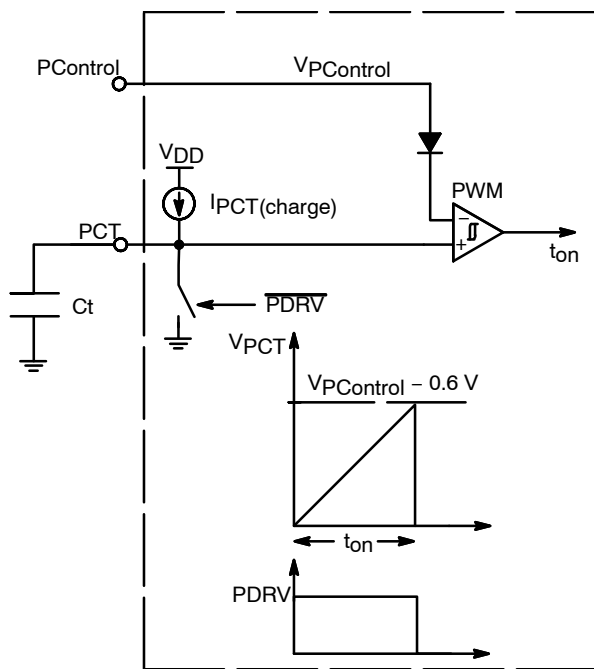 PControl
VPControl
VDD
PWM
IPCT(charge)
PCT
−
+
ton
Ct
PDRV
VPCT
VPControl − 0.6 V
ton
PDRV